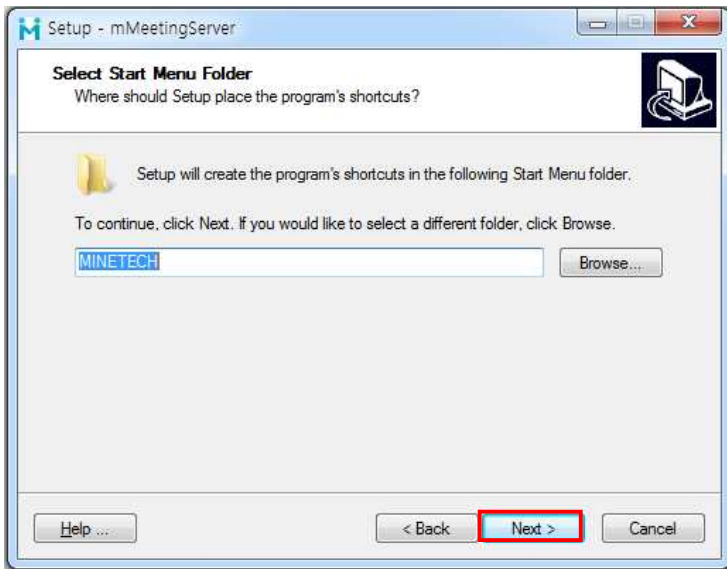 Setup - mMeetingServer
Select Start Menu Folder
Where should Setup place the program's shortcuts?
Setup will create the program's shortcuts in the following Start Menu folder.
To continue, click Next. If you would like to select a different folder, click Browse.
MINETECH
Browse...
Help ...
< Back
Next >
Cancel